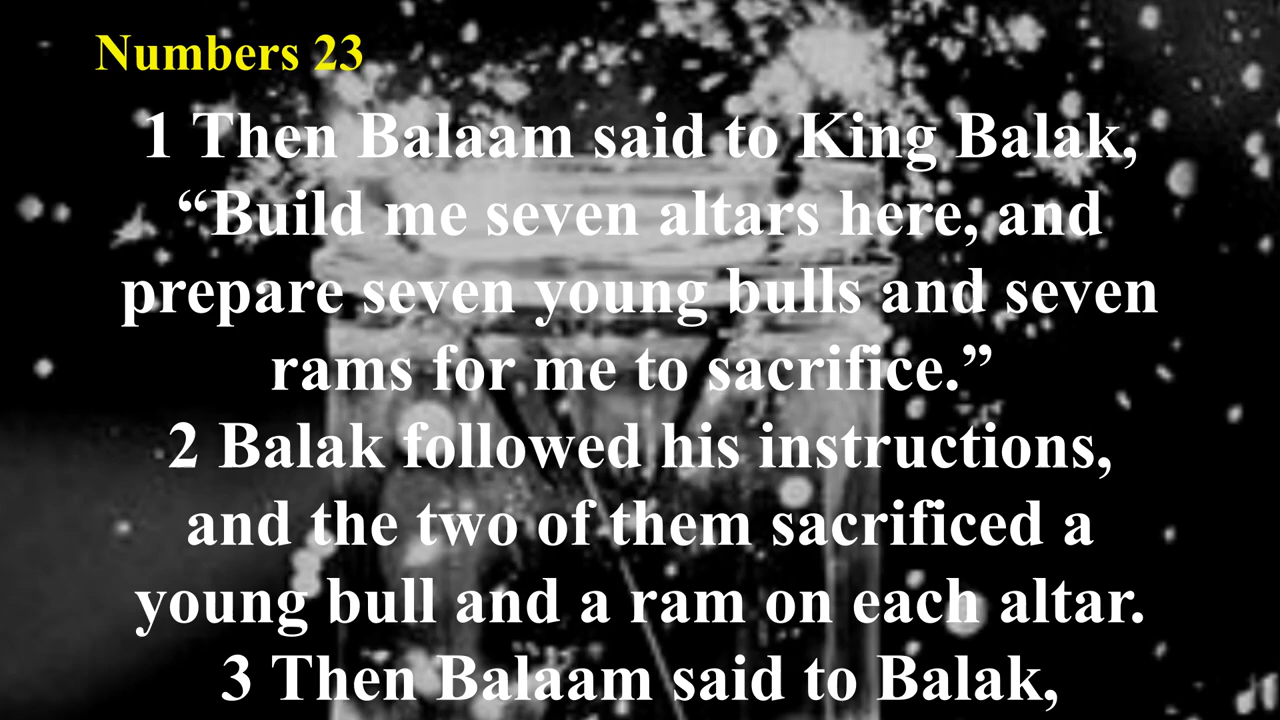 Numbers 23
1 Then Balaam said to King Balak,
“Build me seven altars here, and
prepare seven young bulls and seven
rams for me to sacrifice.”
2 Balak followed his instructions,
and the two of them sacrificed a
young bull and a ram on each altar.
3 Then Balaam said to Balak,